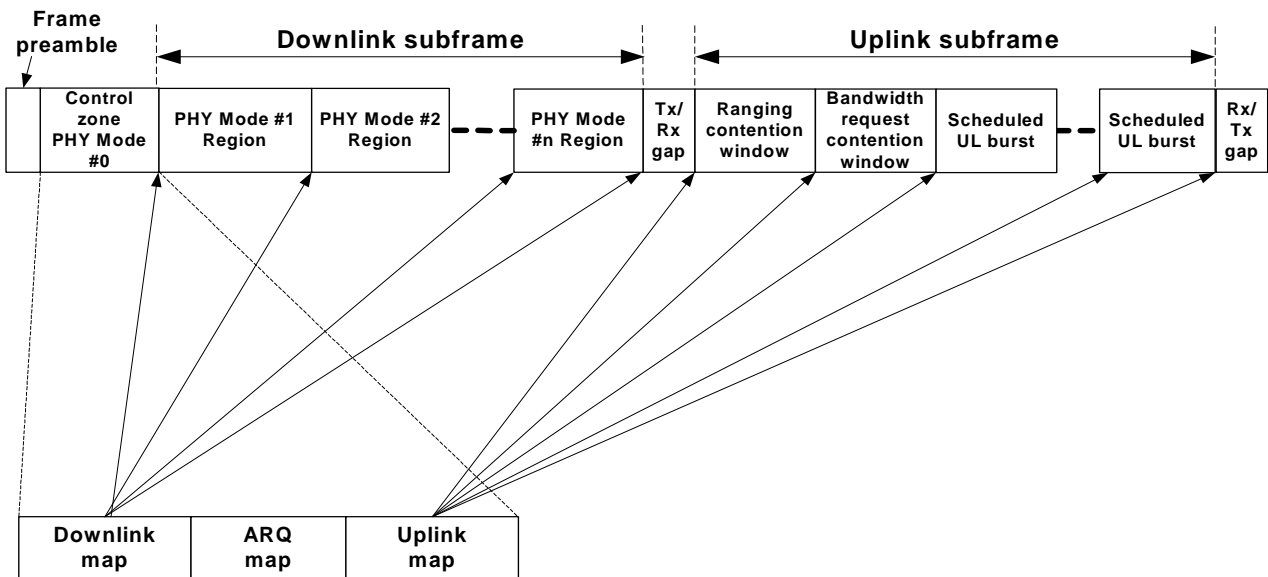 Frame
preamble
Downlink subframe
Uplink subframe
Control
zone
PHY Mode
#0
PHY Mode #1
Region
PHY Mode #2
Region
PHY Mode
#n Region
Tx/
Rx
gap
Ranging
contention
window
Bandwidth
request
contention
window
Scheduled
UL burst
Scheduled
UL burst
Rx/
Tx
gap
Downlink
map
ARQ
map
Uplink
map